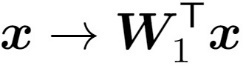 𝒙 → 𝑾₁ᵀ𝒙